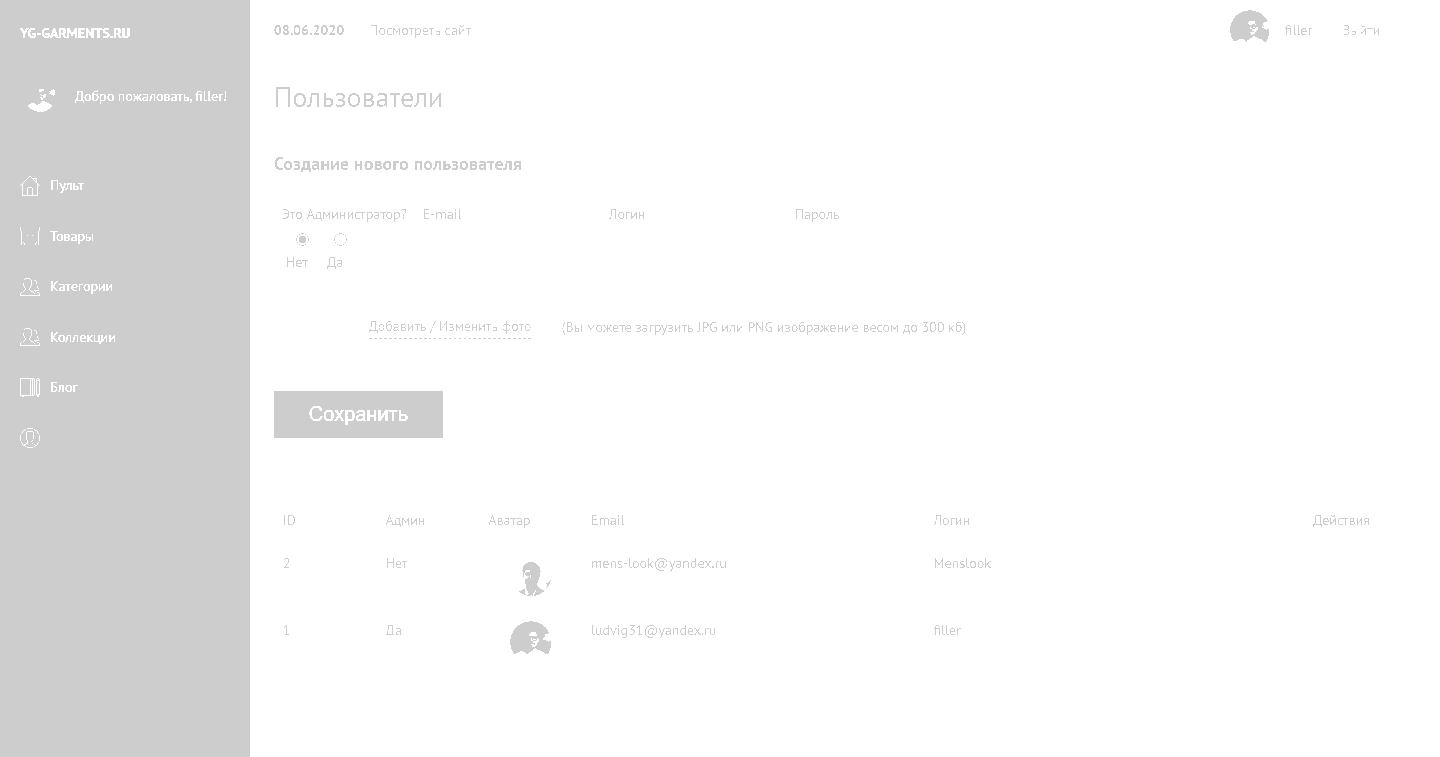 YG-GARMENTS.RU
08.06.2020 Посмотреть сайт
filler Выйти
Добро пожаловать, filler!
Пользователи
Создание нового пользователя
Пульт
Товары
Категории
Коллекции
Блог
Это Администратор? E-mail Логин Пароль
Нет Да
Добавить / Изменить фото (Вы можете загрузить JPG или PNG изображение весом до 300 кб)
Сохранить
ID Админ Аватар Email Логин Действия
2 Нет mens-look@yandex.ru Menslook
1 Да ludvig31@yandex.ru filler